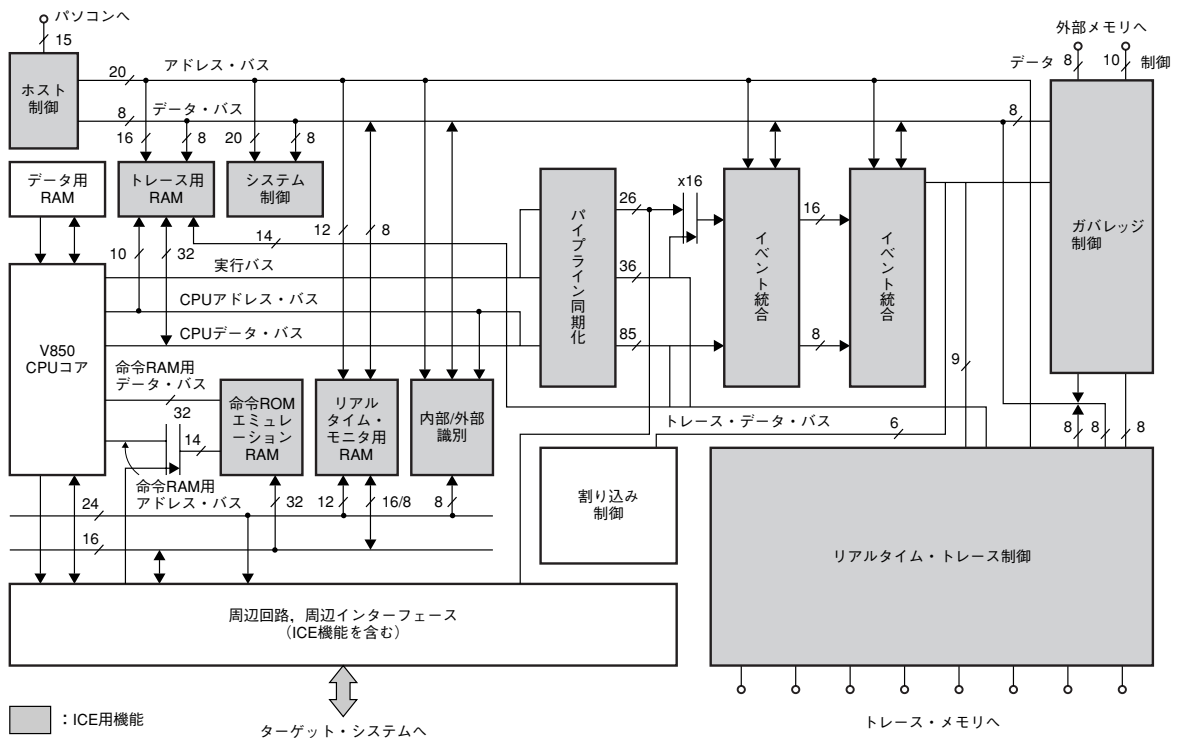 パソコンへ
15
外部メモリへ
データ
8
10
制御
ホスト
制御
20
アドレス・バス
8
データ・バス
8
16
8
20
8
データ用
RAM
トレース用
RAM
システム
制御
12
8
14
10
32
実行バス
CPUアドレス・バス
CPUデータ・バス
V850
CPUコア
パイプライン同期化
26
36
85
x16
イベント統合
16
8
イベント統合
ガバレッジ
制御
9
命令RAM用
データ・バス
32
14
命令RAM用
アドレス・バス
命令ROM
エミュ
レーション
RAM
リアル
タイム・
モニタ用
RAM
内部/外部
識別
トレース・データ・バス
6
8
8
8
24
16
32
12
16/8
8
割り込み
制御
リアルタイム・トレース制御
周辺回路，周辺インターフェース
（ICE機能を含む）
：ICE用機能
ターゲット・システムへ
トレース・メモリへ